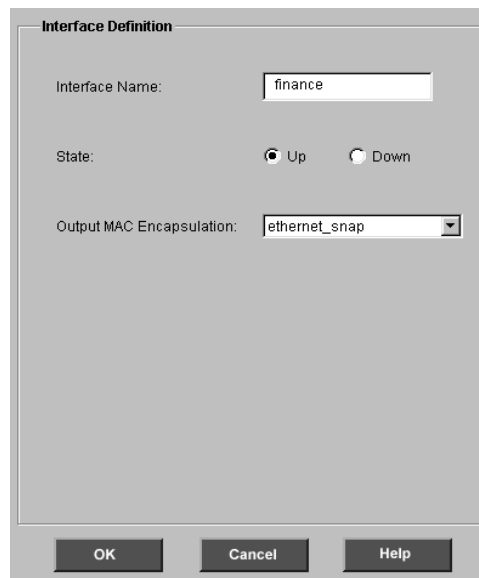 Interface Definition
Interface Name: finance
State: Up Down
Output MAC Encapsulation: ethernet_snap
OK Cancel Help